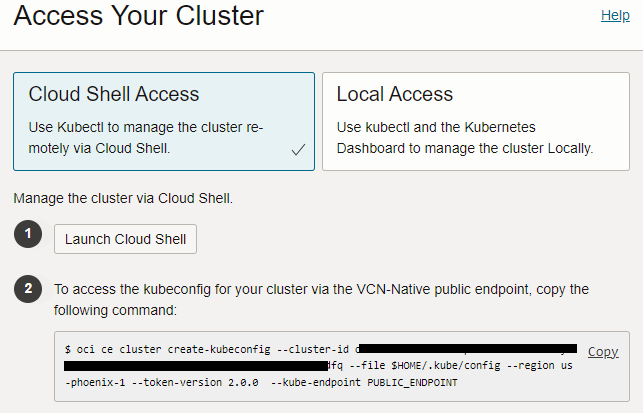 Access Your Cluster
Help
Cloud Shell Access
Use Kubectl to manage the cluster re-
motely via Cloud Shell.
Local Access
Use kubectl and the Kubernetes
Dashboard to manage the cluster Locally.
Manage the cluster via Cloud Shell.
1
Launch Cloud Shell
2
To access the kubeconfig for your cluster via the VCN-Native public endpoint, copy the
following command:
$ oci ce cluster create-kubeconfig --cluster-id
Copy
dfq --file $HOME/.kube/config --region us
-phoenix-1 --token-version 2.0.0 --kube-endpoint PUBLIC_ENDPOINT